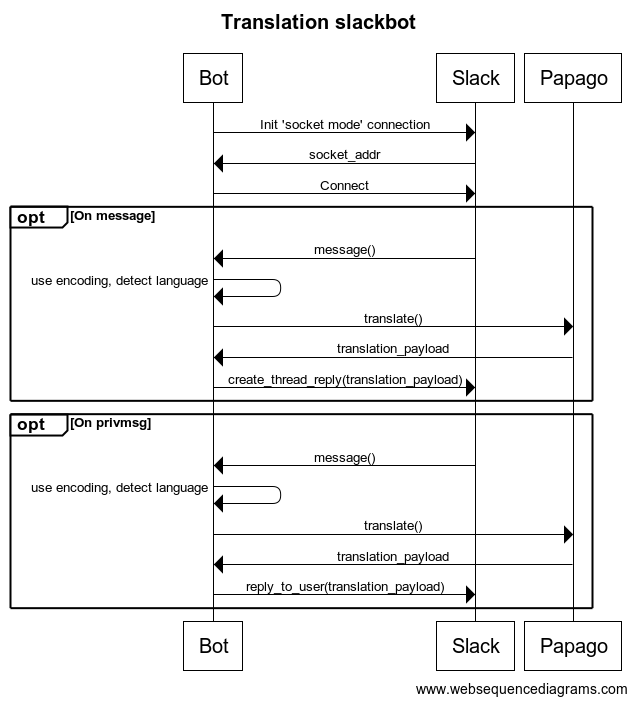 Translation slackbot
Bot Slack Papago
Init 'socket mode' connection
socket_addr
Connect
opt [On message]
message()
use encoding, detect language
translate()
translation_payload
create_thread_reply(translation_payload)
opt [On privmsg]
message()
use encoding, detect language
translate()
translation_payload
reply_to_user(translation_payload)
Bot Slack Papago
www.websequencediagrams.com